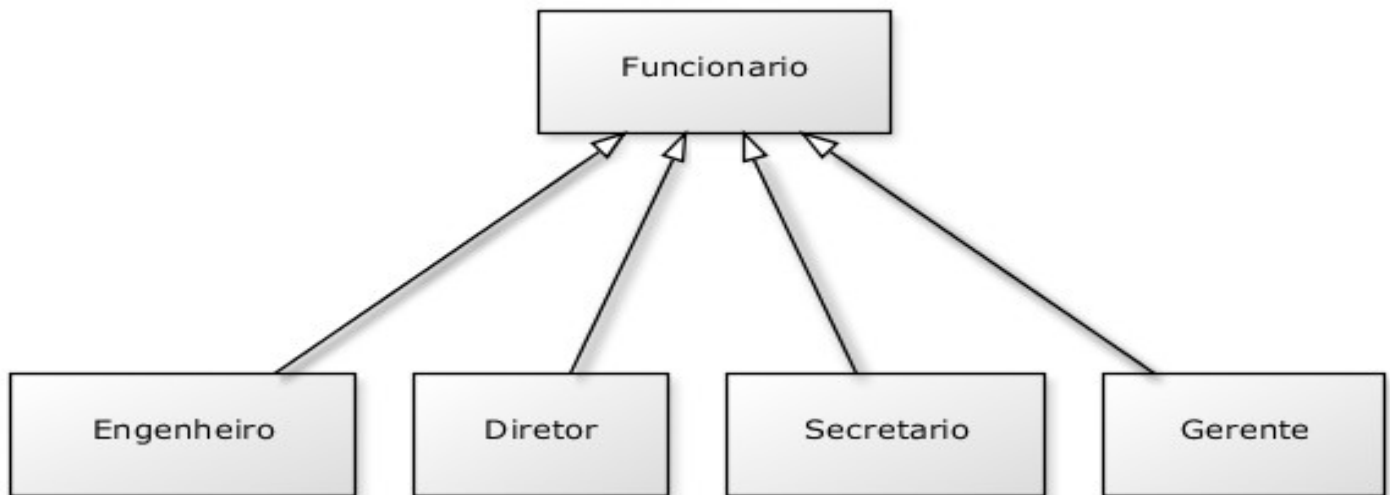 Funcionario
Engenheiro
Diretor
Secretario
Gerente